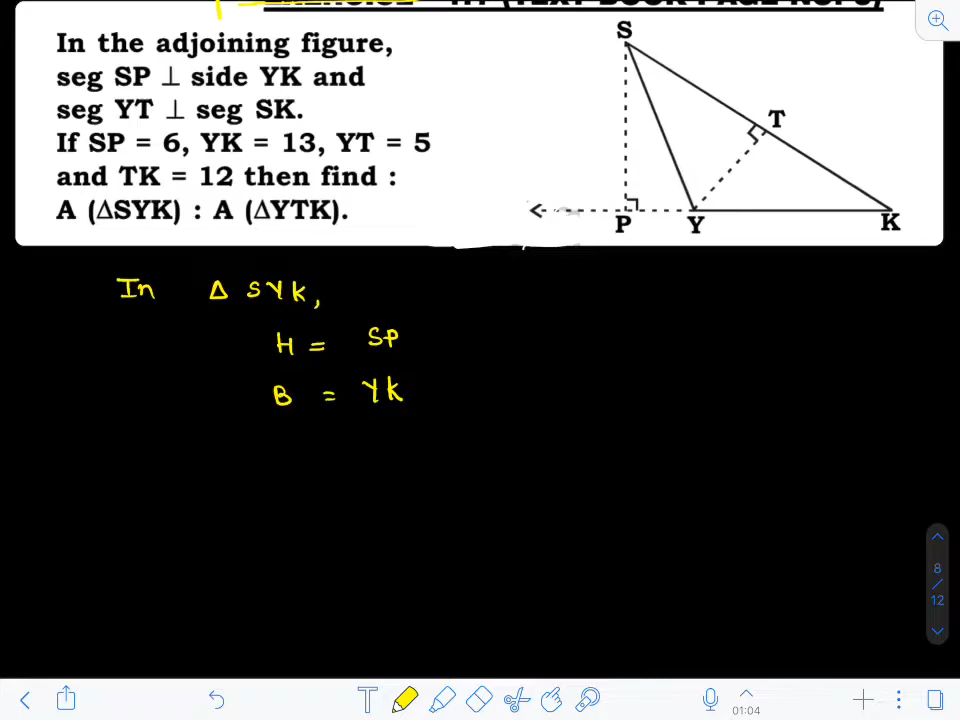 In the adjoining figure,
seg SP ⊥ side YK and
seg YT ⊥ seg SK.
If SP = 6, YK = 13, YT = 5
and TK = 12 then find :
A (ΔSYK) : A (ΔYTK).
S
T
P
Y
K
In Δ SYK,
H = SP
B = YK
8
/
12
T
01:04